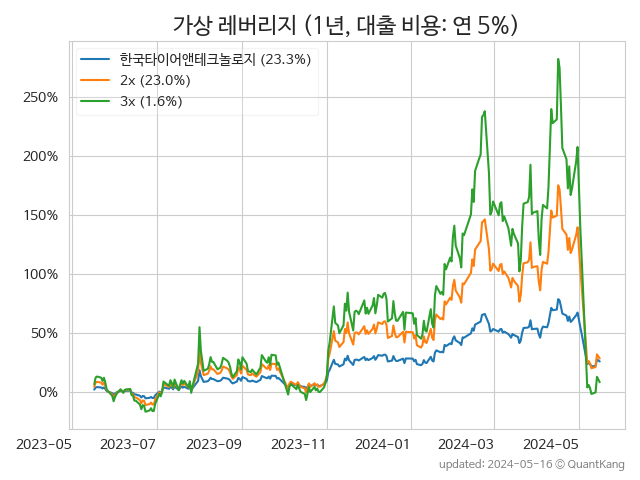 가상 레버리지 (1년, 대출 비용: 연 5%)
한국타이어앤테크놀로지 (23.3%)
2x (23.0%)
3x (1.6%)
250%
200%
150%
100%
50%
0%
2023-05 2023-07 2023-09 2023-11 2024-01 2024-03 2024-05
updated: 2024-05-16 © QuantKang